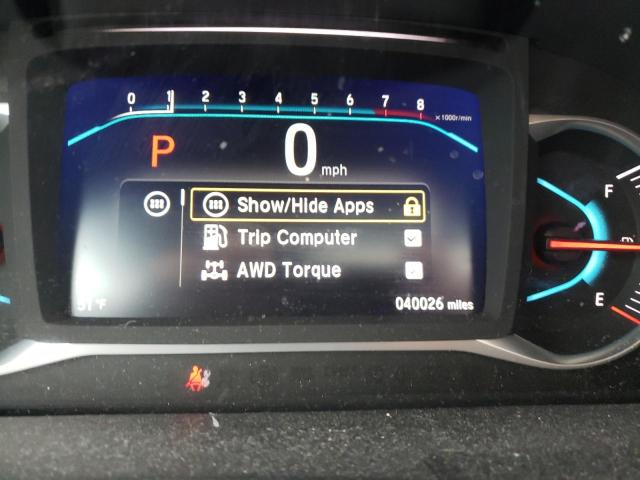 0 1 2 3 4 5 6 7 8
×1000r/min
P
0 mph
Show/Hide Apps
Trip Computer
AWD Torque
51°F
040026 miles
F
E